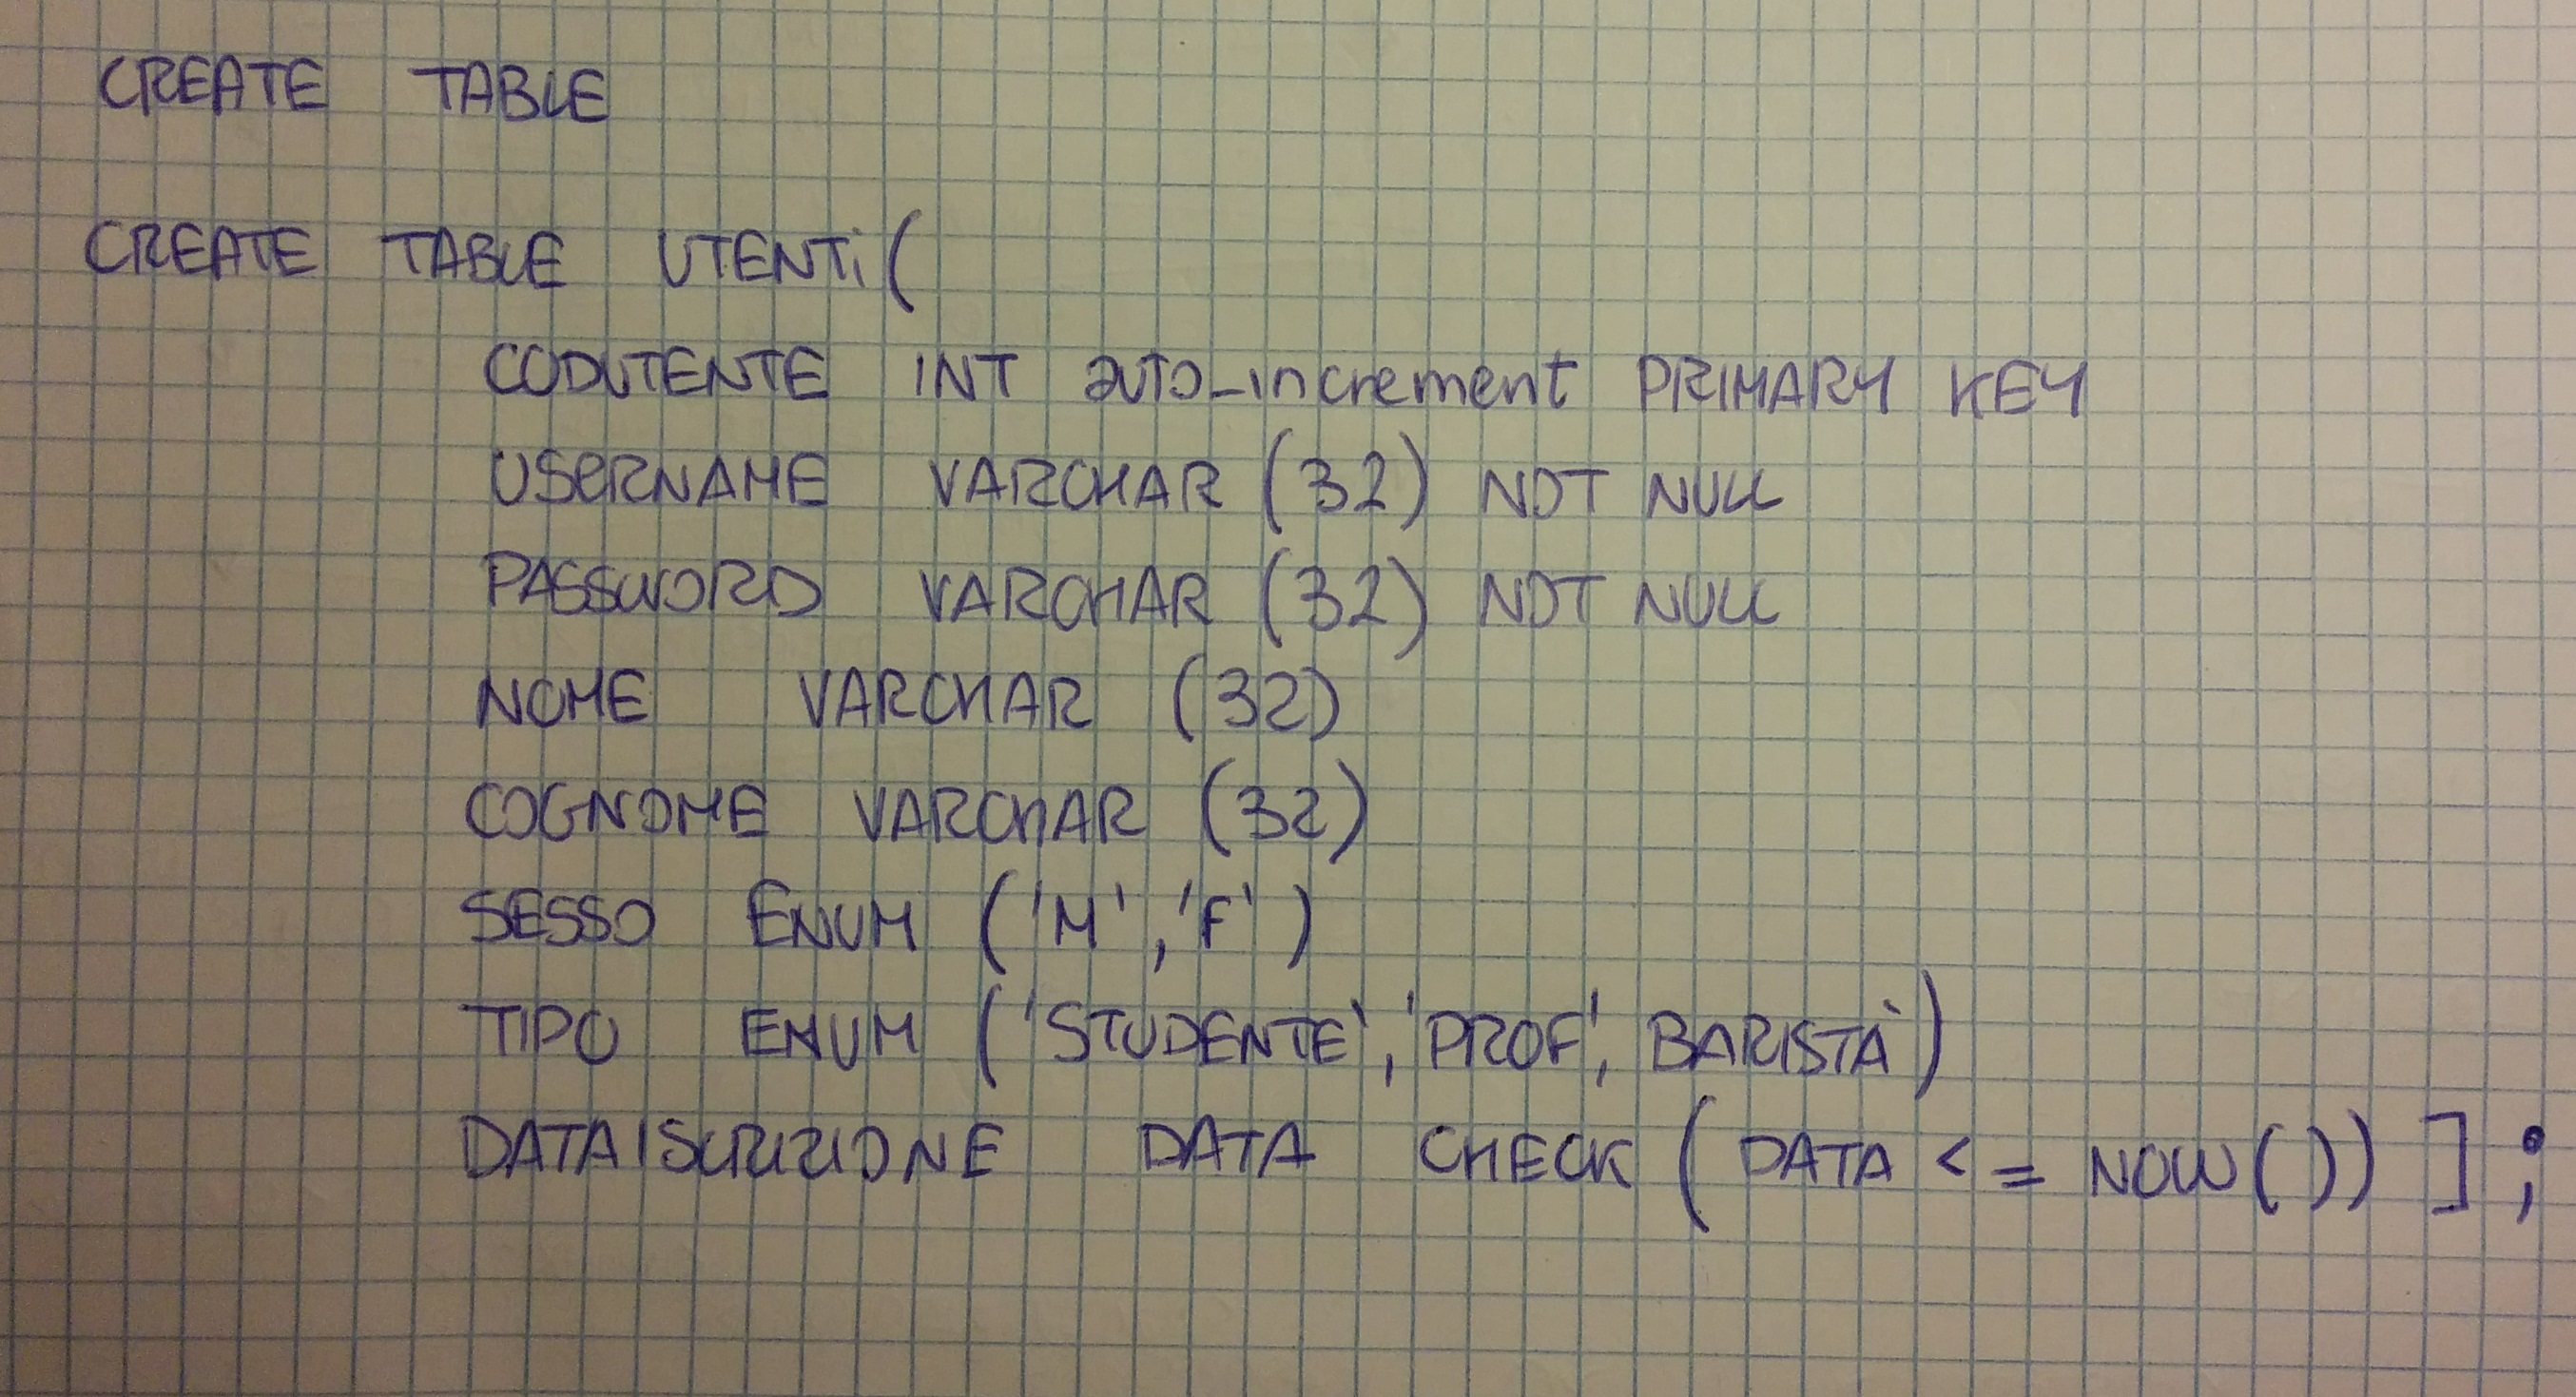 CREATE TABLE
CREATE TABLE UTENTi(
CODUTENTE INT auto_increment PRIMARY KEY
USERNAME VARCHAR (32) NOT NULL
PASSWORD VARCHAR (32) NOT NULL
NOME VARCHAR (32)
COGNOME VARCHAR (32)
SESSO ENUM ('M','F')
TIPO ENUM ('STUDENTE','PROF', BARISTA')
DATAISCRIZIONE DATA CHECK (DATA <= NOW()) ];